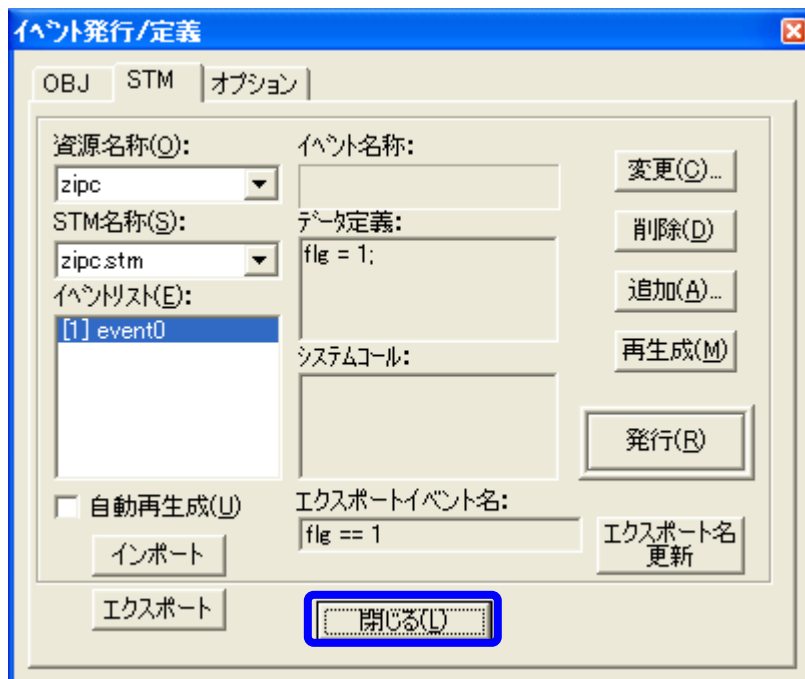 イベント発行/定義
OBJ STM オプション
資源名称(O):
zipc
STM名称(S):
zipc.stm
イベントリスト(E):
[1] event0
自動再生成(U)
インポート
エクスポート
イベント名称:
データ定義:
flg = 1;
システムコール:
エクスポートイベント名:
flg == 1
変更(C)...
削除(D)
追加(A)...
再生成(M)
発行(R)
エクスポート名
更新
閉じる(L)